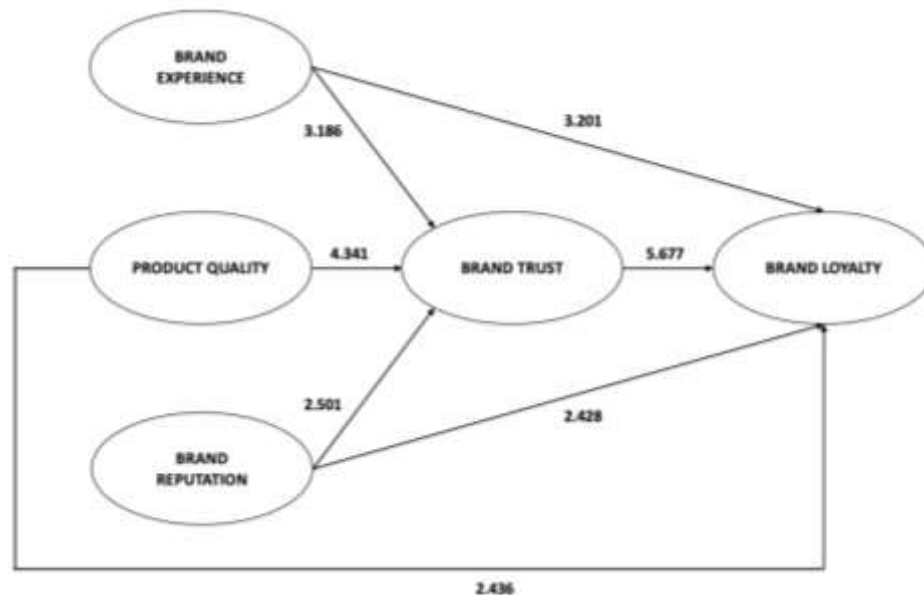 BRAND
EXPERIENCE
3.186
3.201
PRODUCT QUALITY
4.341
BRAND TRUST
5.677
BRAND LOYALTY
2.501
2.428
BRAND
REPUTATION
2.436